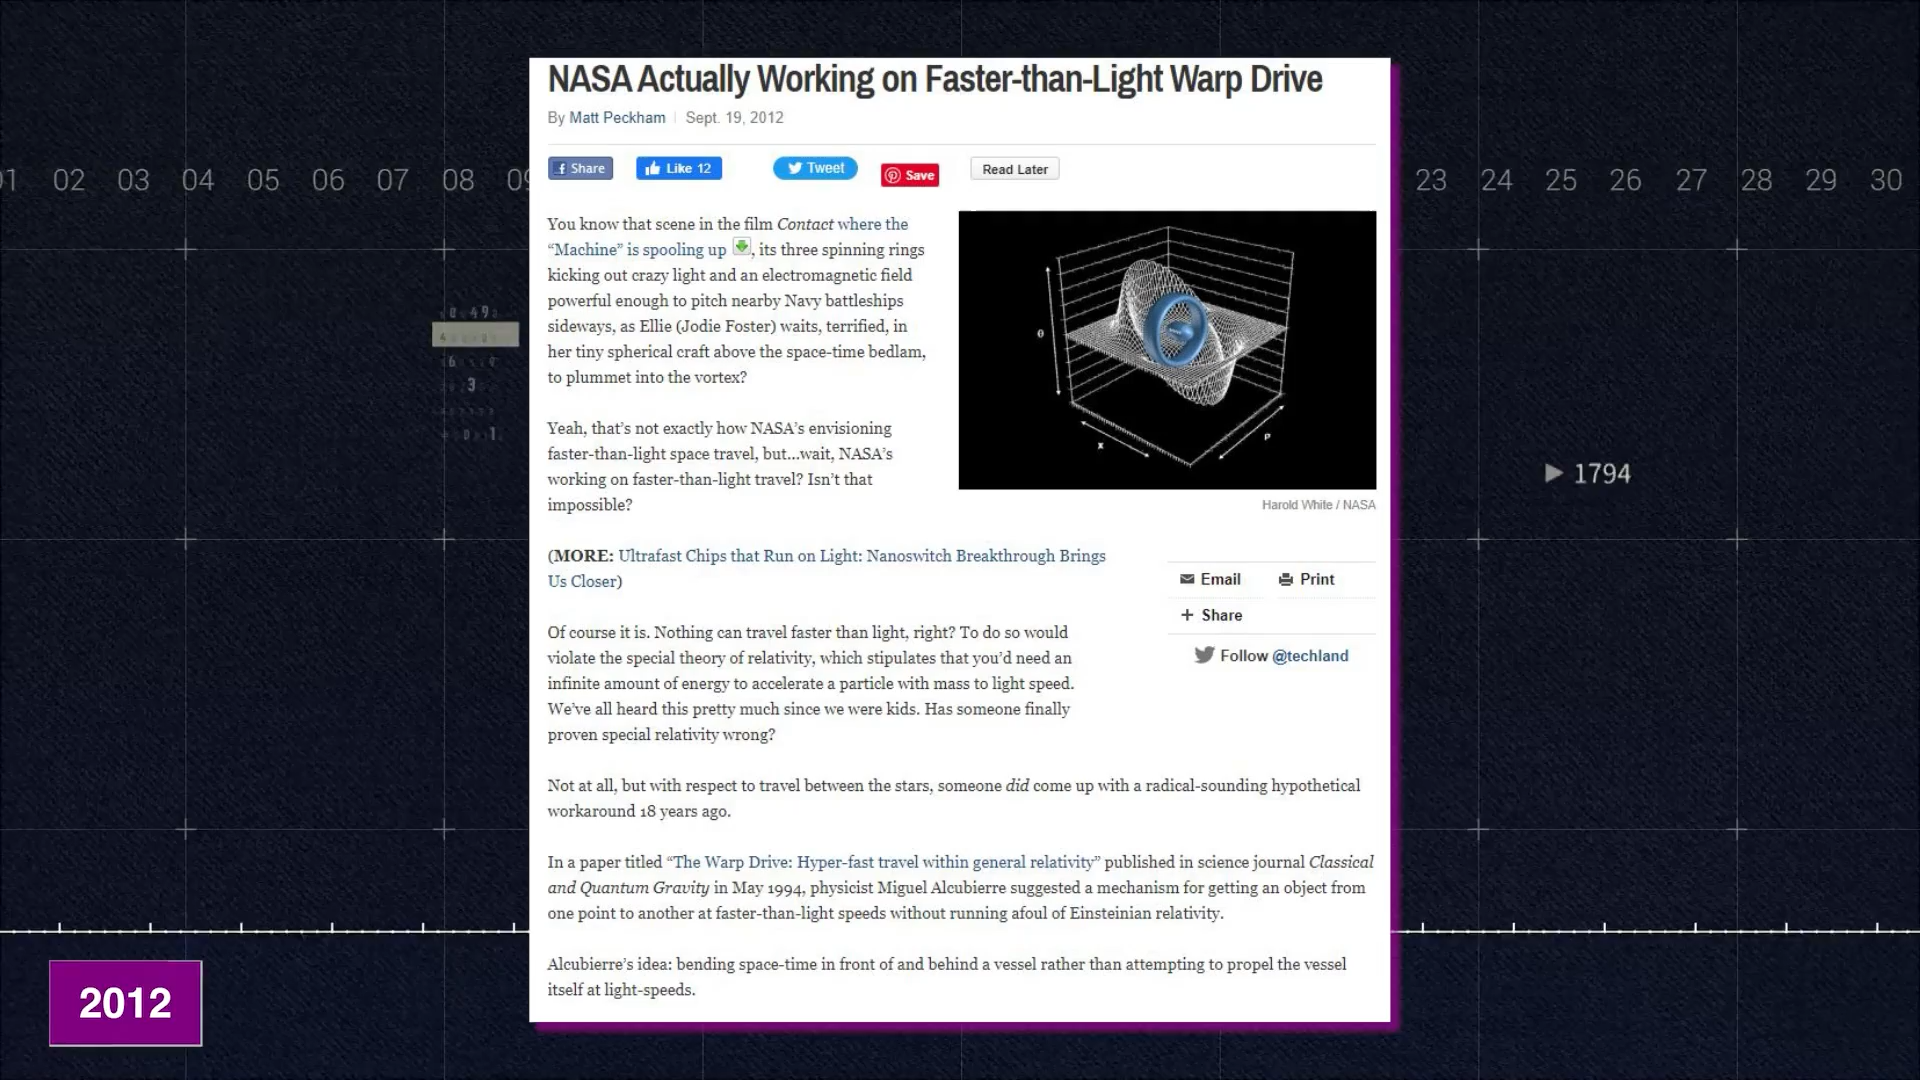 NASA Actually Working on Faster-than-Light Warp Drive
By Matt Peckham | Sept. 19, 2012
Share Like 12 Tweet Save Read Later
01 02 03 04 05 06 07 08 09 23 24 25 26 27 28 29 30
You know that scene in the film Contact where the
“Machine” is spooling up , its three spinning rings
kicking out crazy light and an electromagnetic field
powerful enough to pitch nearby Navy battleships
sideways, as Ellie (Jodie Foster) waits, terrified, in
her tiny spherical craft above the space-time bedlam,
to plummet into the vortex?
θ
x
ρ
Yeah, that’s not exactly how NASA’s envisioning
faster-than-light space travel, but...wait, NASA’s
working on faster-than-light travel? Isn’t that
impossible?
Harold White / NASA
1794
(MORE: Ultrafast Chips that Run on Light: Nanoswitch Breakthrough Brings
Us Closer)
Email Print
+ Share
Follow @techland
Of course it is. Nothing can travel faster than light, right? To do so would
violate the special theory of relativity, which stipulates that you’d need an
infinite amount of energy to accelerate a particle with mass to light speed.
We’ve all heard this pretty much since we were kids. Has someone finally
proven special relativity wrong?
Not at all, but with respect to travel between the stars, someone did come up with a radical-sounding hypothetical
workaround 18 years ago.
In a paper titled “The Warp Drive: Hyper-fast travel within general relativity” published in science journal Classical
and Quantum Gravity in May 1994, physicist Miguel Alcubierre suggested a mechanism for getting an object from
one point to another at faster-than-light speeds without running afoul of Einsteinian relativity.
Alcubierre’s idea: bending space-time in front of and behind a vessel rather than attempting to propel the vessel
itself at light-speeds.
2012